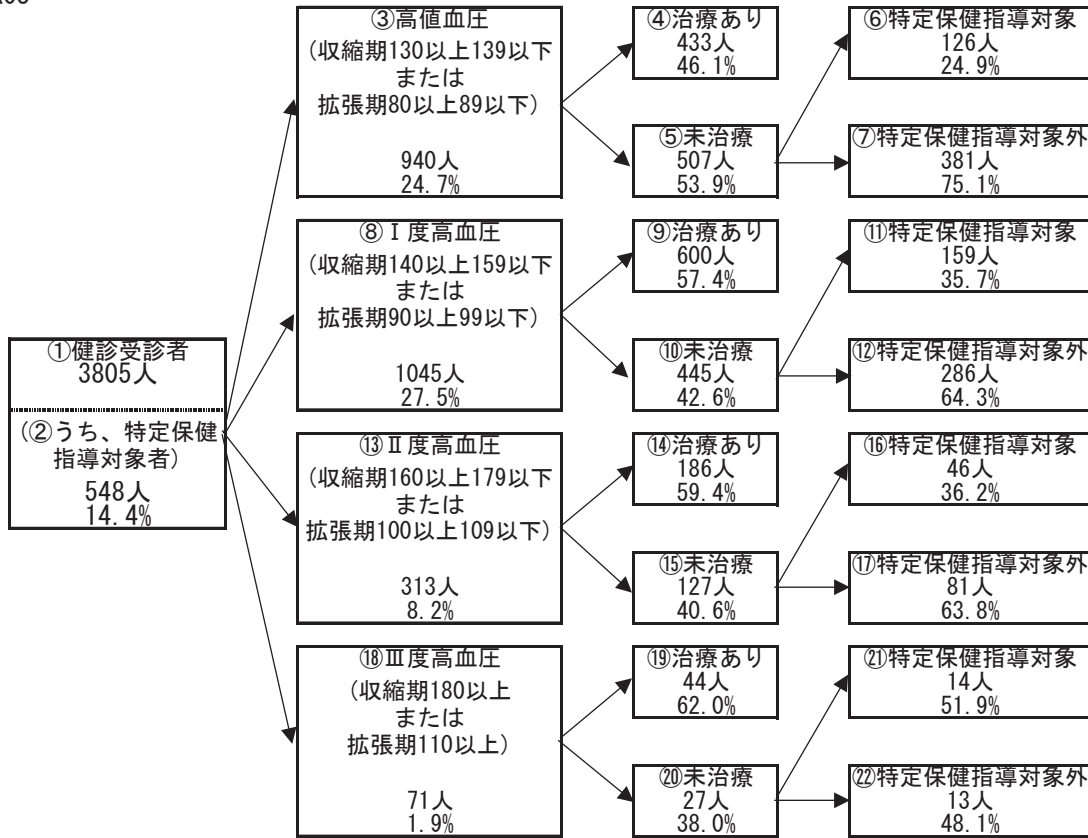 ①健診受診者
3805人
(②うち、特定保健
指導対象者)
548人
14.4%
③高値血圧
(収縮期130以上139以下
または
拡張期80以上89以下)
940人
24.7%
④治療あり
433人
46.1%
⑤未治療
507人
53.9%
⑥特定保健指導対象
126人
24.9%
⑦特定保健指導対象外
381人
75.1%
⑧Ⅰ度高血圧
(収縮期140以上159以下
または
拡張期90以上99以下)
1045人
27.5%
⑨治療あり
600人
57.4%
⑩未治療
445人
42.6%
⑪特定保健指導対象
159人
35.7%
⑫特定保健指導対象外
286人
64.3%
⑬Ⅱ度高血圧
(収縮期160以上179以下
または
拡張期100以上109以下)
313人
8.2%
⑭治療あり
186人
59.4%
⑮未治療
127人
40.6%
⑯特定保健指導対象
46人
36.2%
⑰特定保健指導対象外
81人
63.8%
⑱Ⅲ度高血圧
(収縮期180以上
または
拡張期110以上)
71人
1.9%
⑲治療あり
44人
62.0%
⑳未治療
27人
38.0%
㉑特定保健指導対象
14人
51.9%
㉒特定保健指導対象外
13人
48.1%